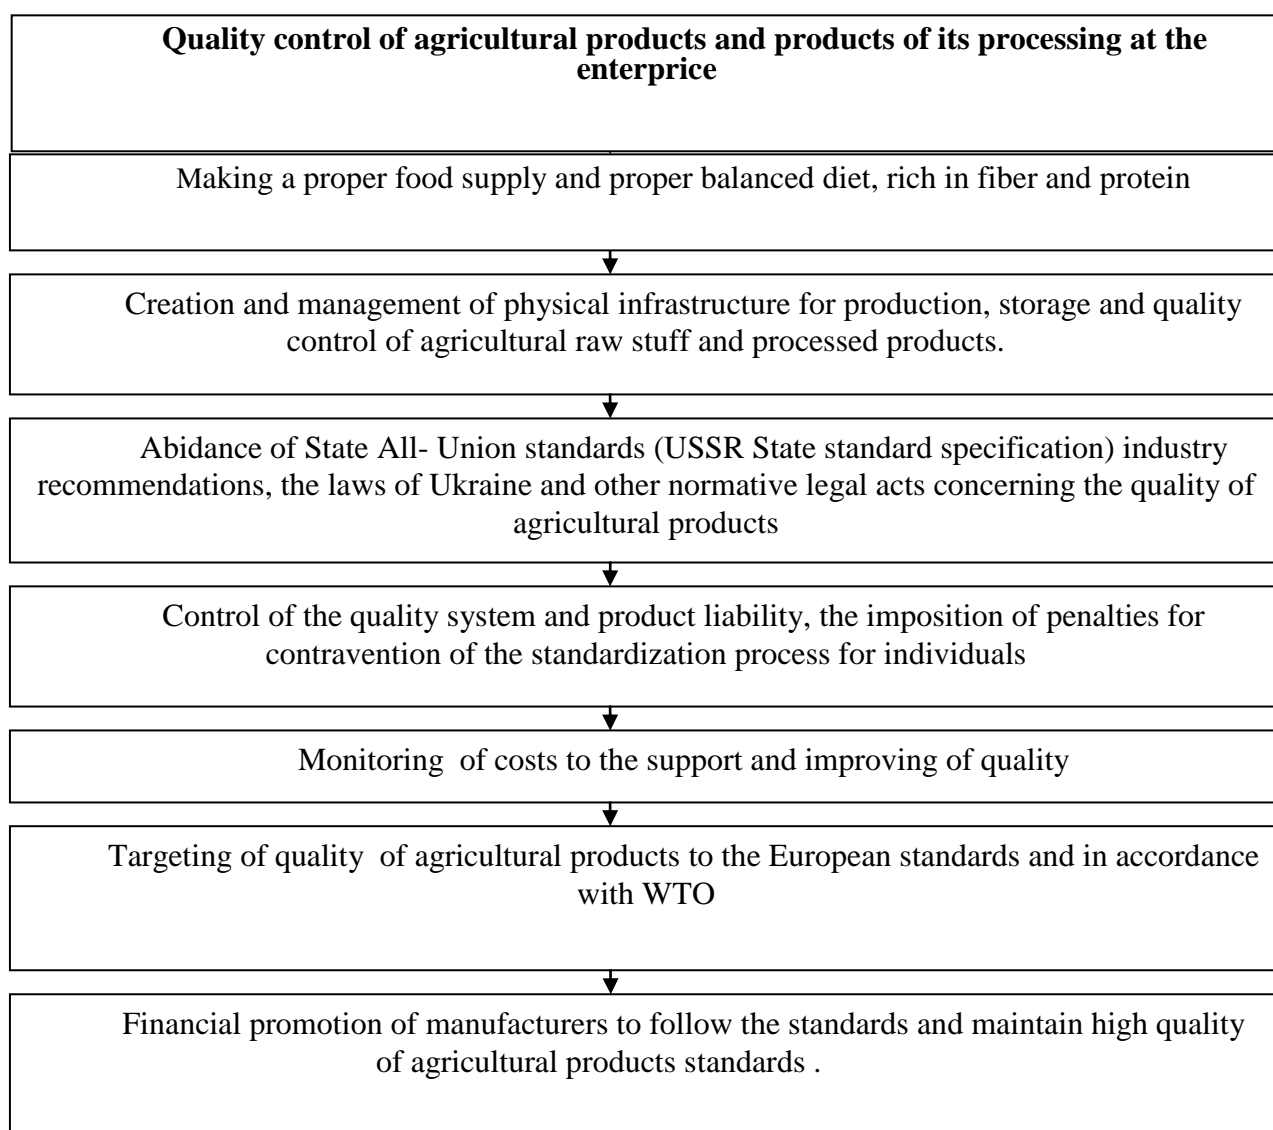 Quality control of agricultural products and products of its processing at the
enterprice
Making a proper food supply and proper balanced diet, rich in fiber and protein
Creation and management of physical infrastructure for production, storage and quality
control of agricultural raw stuff and processed products.
Abidance of State All- Union standards (USSR State standard specification) industry
recommendations, the laws of Ukraine and other normative legal acts concerning the quality of
agricultural products
Control of the quality system and product liability, the imposition of penalties for
contravention of the standardization process for individuals
Monitoring of costs to the support and improving of quality
Targeting of quality of agricultural products to the European standards and in accordance
with WTO
Financial promotion of manufacturers to follow the standards and maintain high quality
of agricultural products standards .